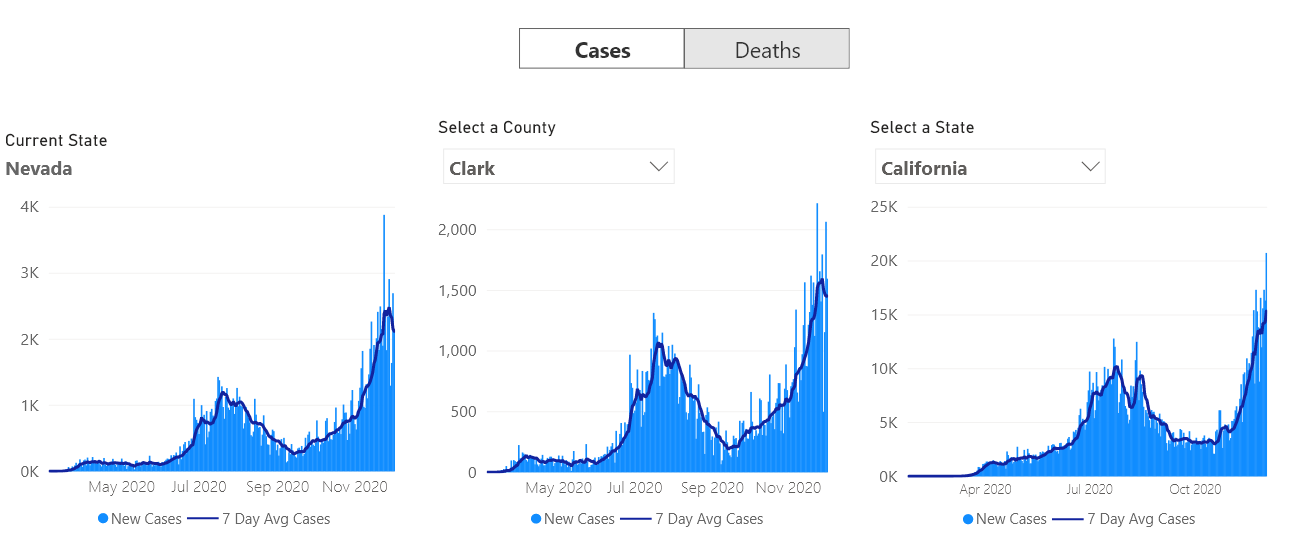 Cases
Deaths
Current State
Nevada
4K
3K
2K
1K
0K
May 2020
Jul 2020
Sep 2020
Nov 2020
New Cases
7 Day Avg Cases
Select a County
Clark
2,000
1,500
1,000
500
0
May 2020
Jul 2020
Sep 2020
Nov 2020
New Cases
7 Day Avg Cases
Select a State
California
25K
20K
15K
10K
5K
0K
Apr 2020
Jul 2020
Oct 2020
New Cases
7 Day Avg Cases